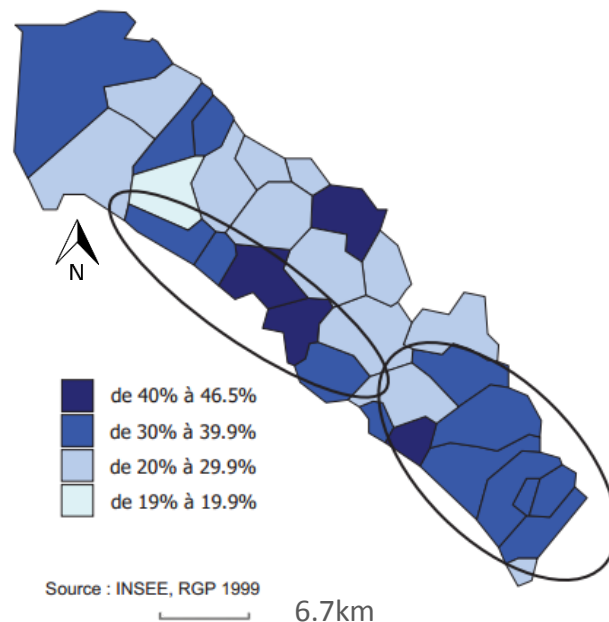 N
de 40% à 46.5%
de 30% à 39.9%
de 20% à 29.9%
de 19% à 19.9%
Source : INSEE, RGP 1999
6.7km